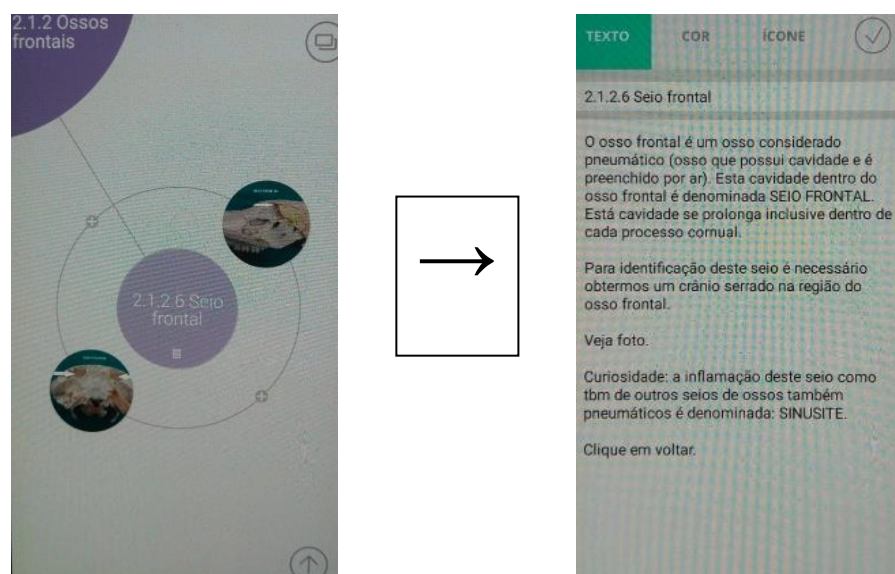 2.1.2 Ossos
frontais
2.1.2.6 Seio
frontal
→
TEXTO COR ÍCONE
2.1.2.6 Seio frontal
O osso frontal é um osso considerado
pneumático (osso que possui cavidade e é
preenchido por ar). Esta cavidade dentro do
osso frontal é denominada SEIO FRONTAL.
Está cavidade se prolonga inclusive dentro de
cada processo cornual.
Para identificação deste seio é necessário
obtermos um crânio serrado na região do
osso frontal.
Veja foto.
Curiosidade: a inflamação deste seio como
tbm de outros seios de ossos também
pneumáticos é denominada: SINUSITE.
Clique em voltar.